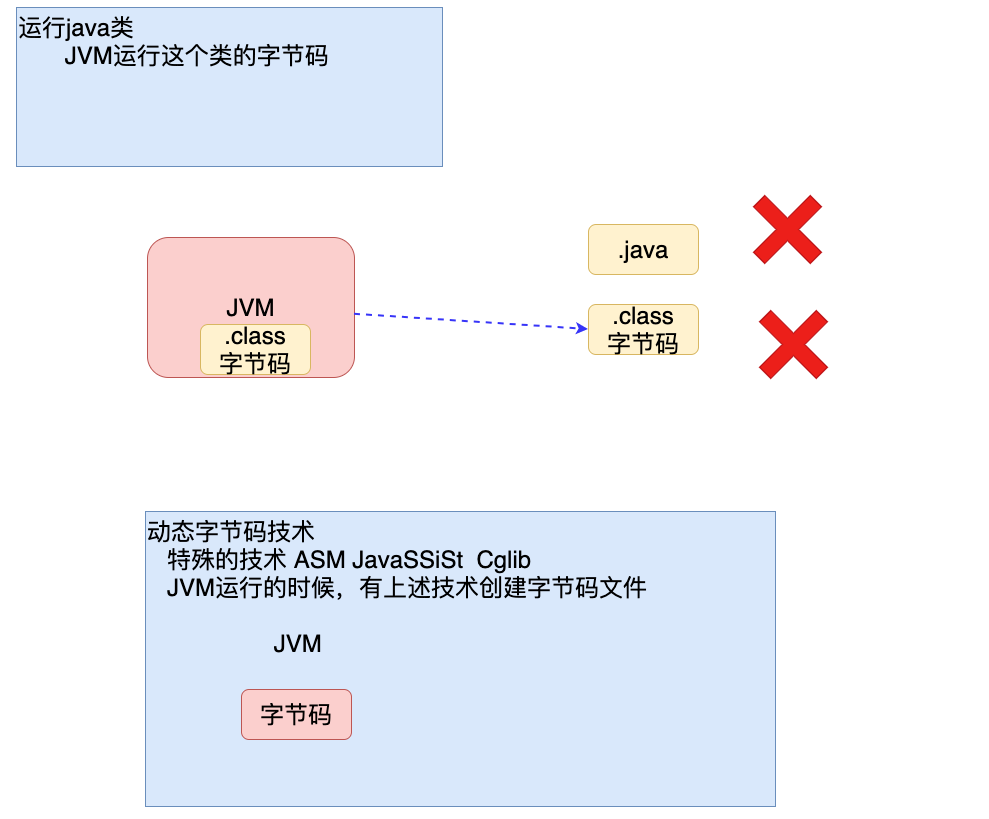 运行java类
JVM运行这个类的字节码
.java
JVM
.class
字节码
.class
字节码
动态字节码技术
特殊的技术 ASM JavaSSiSt  Cglib
JVM运行的时候，有上述技术创建字节码文件
JVM
字节码